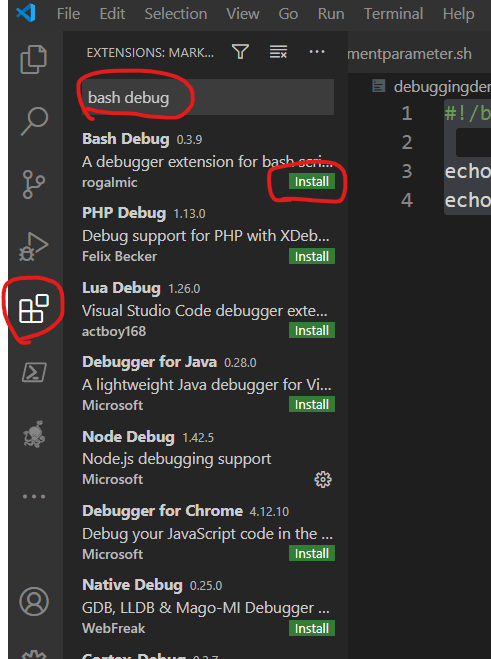 File Edit Selection View Go Run Terminal Help
EXTENSIONS: MARK...
mentparameter.sh
bash debug
debuggingder
Bash Debug 0.3.9
A debugger extension for bash scri...
rogalmic Install
PHP Debug 1.13.0
Debug support for PHP with XDeb...
Felix Becker Install
Lua Debug 1.26.0
Visual Studio Code debugger exte...
actboy168 Install
Debugger for Java 0.28.0
A lightweight Java debugger for Vi...
Microsoft Install
Node Debug 1.42.5
Node.js debugging support
Microsoft
Debugger for Chrome 4.12.10
Debug your JavaScript code in the ...
Microsoft Install
Native Debug 0.25.0
GDB, LLDB & Mago-MI Debugger ...
WebFreak Install
1 #!/b
2
3 echo
4 echo